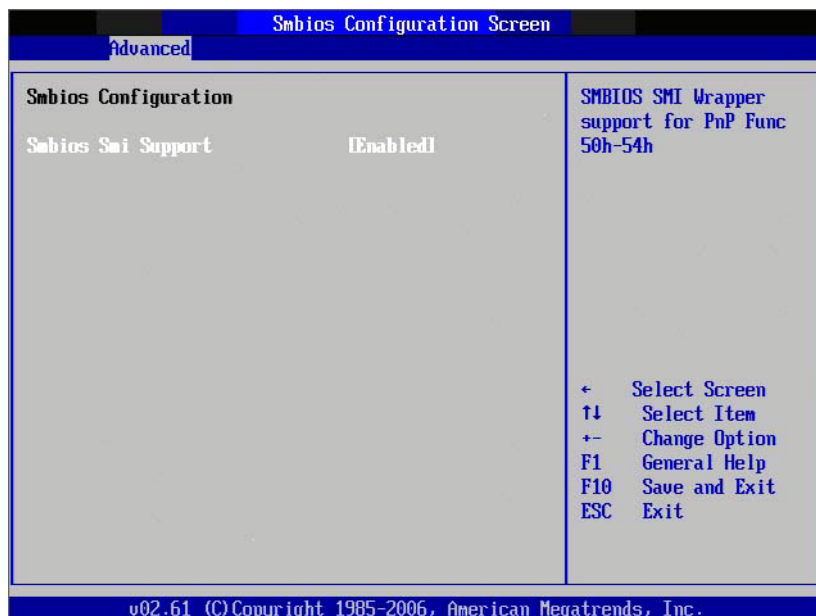 Smbios Configuration Screen
Advanced
Smbios Configuration
Smbios Smi Support [Enabled]
SMBIOS SMI Wrapper
support for PnP Func
50h-54h
← Select Screen
↑↓ Select Item
+- Change Option
F1 General Help
F10 Save and Exit
ESC Exit
v02.61 (C)Copyright 1985-2006, American Megatrends, Inc.